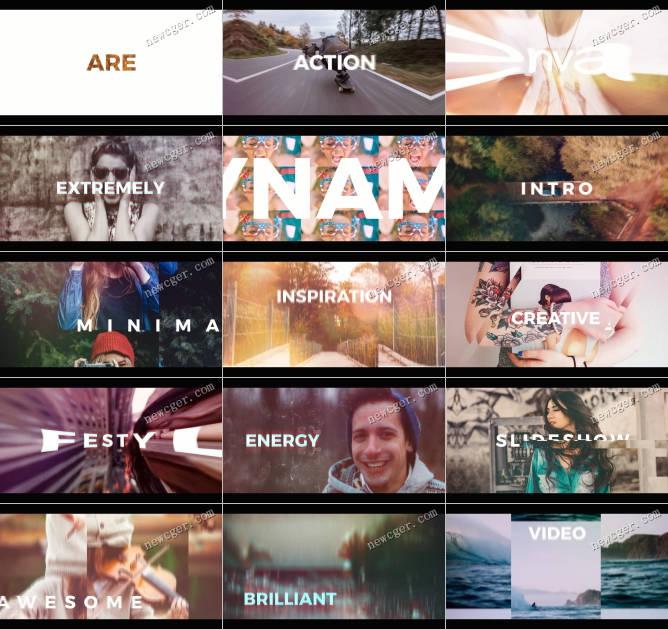 ARE
newcger.com
ACTION
newcger.com
nva
newcger.com
EXTREMELY
newcger.com
YNAM
newcger.com
INTRO
newcger.com
MINIMA
newcger.com
INSPIRATION
newcger.com
CREATIVE
newcger.com
ESTY
newcger.com
ENERGY
newcger.com
SLIDESHOW
newcger.com
AWESOME
newcger.com
BRILLIANT
newcger.com
VIDEO
newcger.com